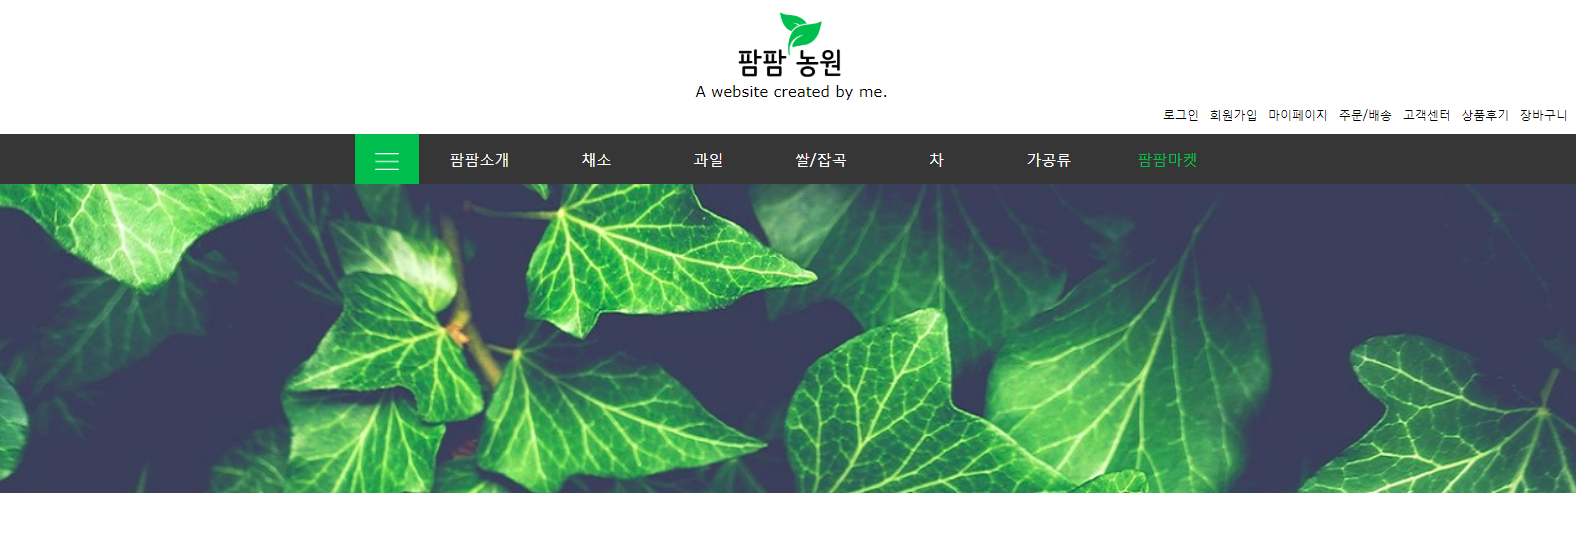 팜팜 농원
A website created by me.
로그인 회원가입 마이페이지 주문/배송 고객센터 상품후기 장바구니
팜팜소개 채소 과일 쌀/잡곡 차 가공류 팜팜마켓